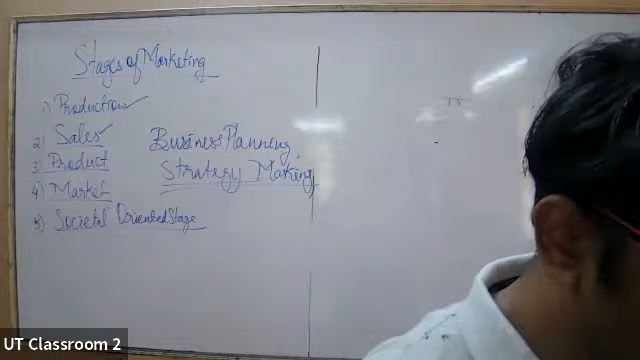 Stages of Marketing
1) Production
2) Sales
3) Product
4) Market
5) Societal Oriented Stage
Business Planning,
Strategy Making
UT Classroom 2